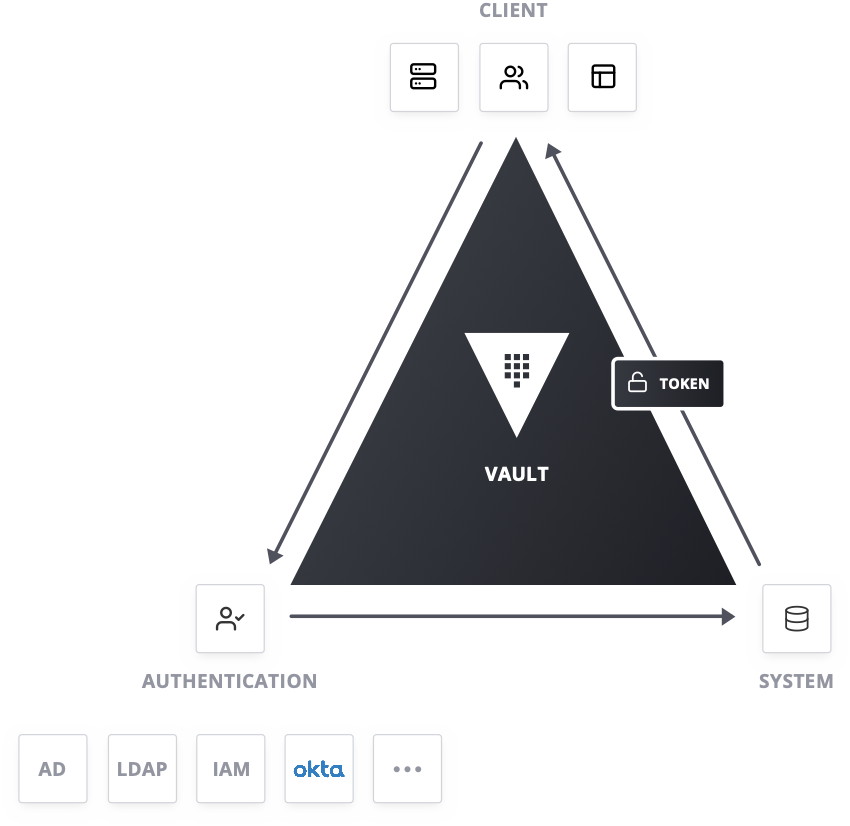 CLIENT
TOKEN
VAULT
AUTHENTICATION
SYSTEM
AD
LDAP
IAM
okta